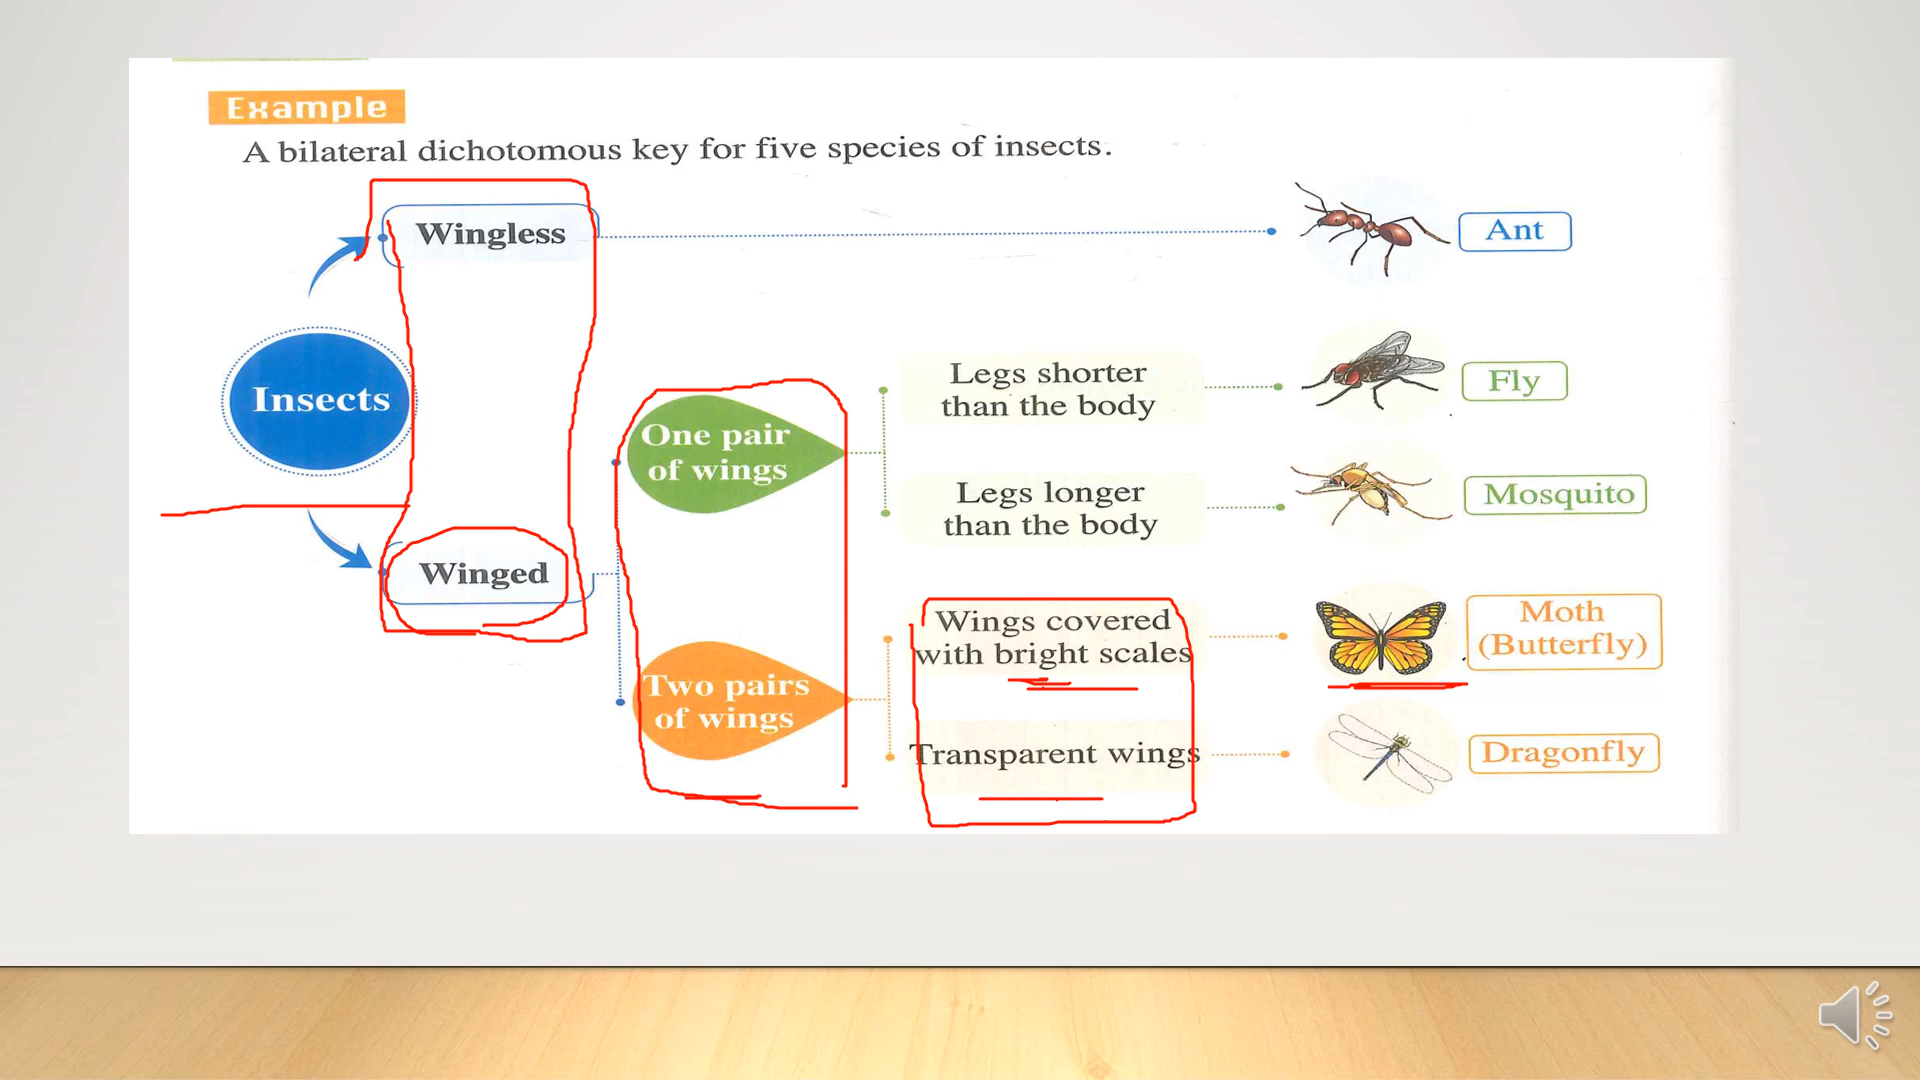 Example
A bilateral dichotomous key for five species of insects.
Wingless
Ant
Insects
Winged
One pair
of wings
Legs shorter
than the body
Fly
Legs longer
than the body
Mosquito
Two pairs
of wings
Wings covered
with bright scales
Moth
(Butterfly)
Transparent wings
Dragonfly